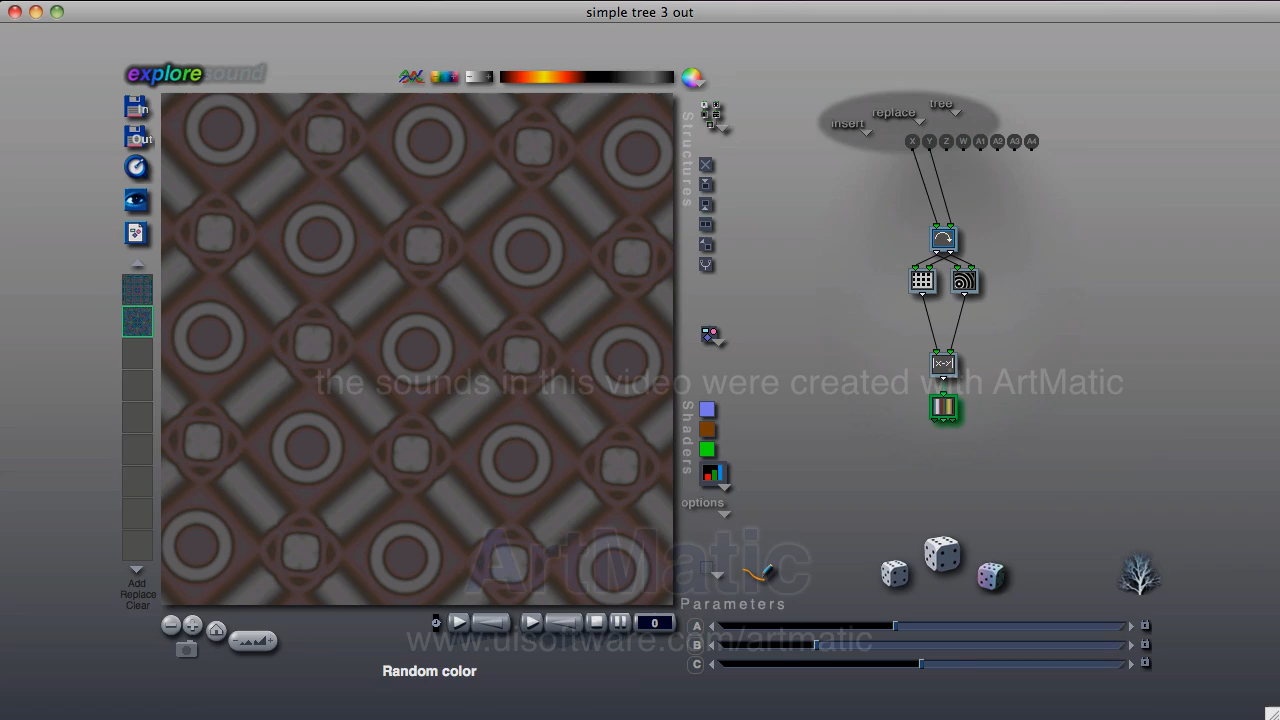 simple tree 3 out
explore sound
insert replace tree
X Y Z W A1 A2 A3 A4
In
Out
Structures
|x-y|
the sounds in this video were created with ArtMatic
Shaders
options
ArtMatic
Add
Replace
Clear
Parameters
0
A
www.uisoftware.com/artmatic
B
C
Random color